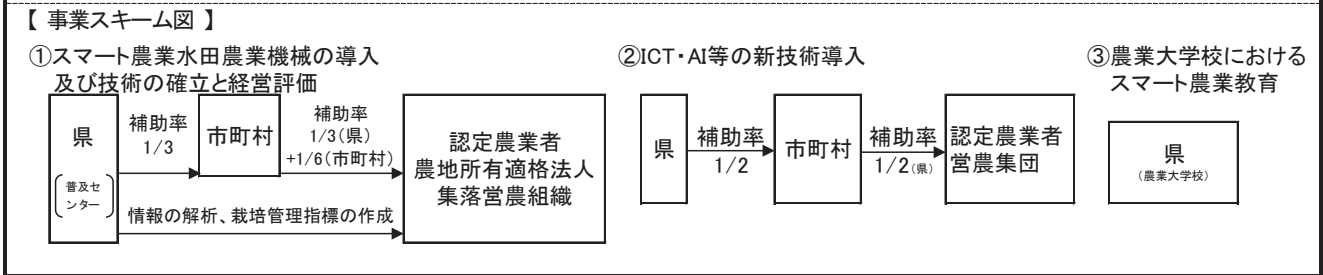 【 事業スキーム図 】
①スマート農業水田農業機械の導入
及び技術の確立と経営評価
県
普及セ
ンター
補助率
1/3
市町村
補助率
1/3(県)
+1/6(市町村)
情報の解析、栽培管理指標の作成
認定農業者
農地所有適格法人
集落営農組織
②ICT・AI等の新技術導入
県
補助率
1/2
市町村
補助率
1/2(県)
認定農業者
営農集団
③農業大学校における
スマート農業教育
県
(農業大学校)